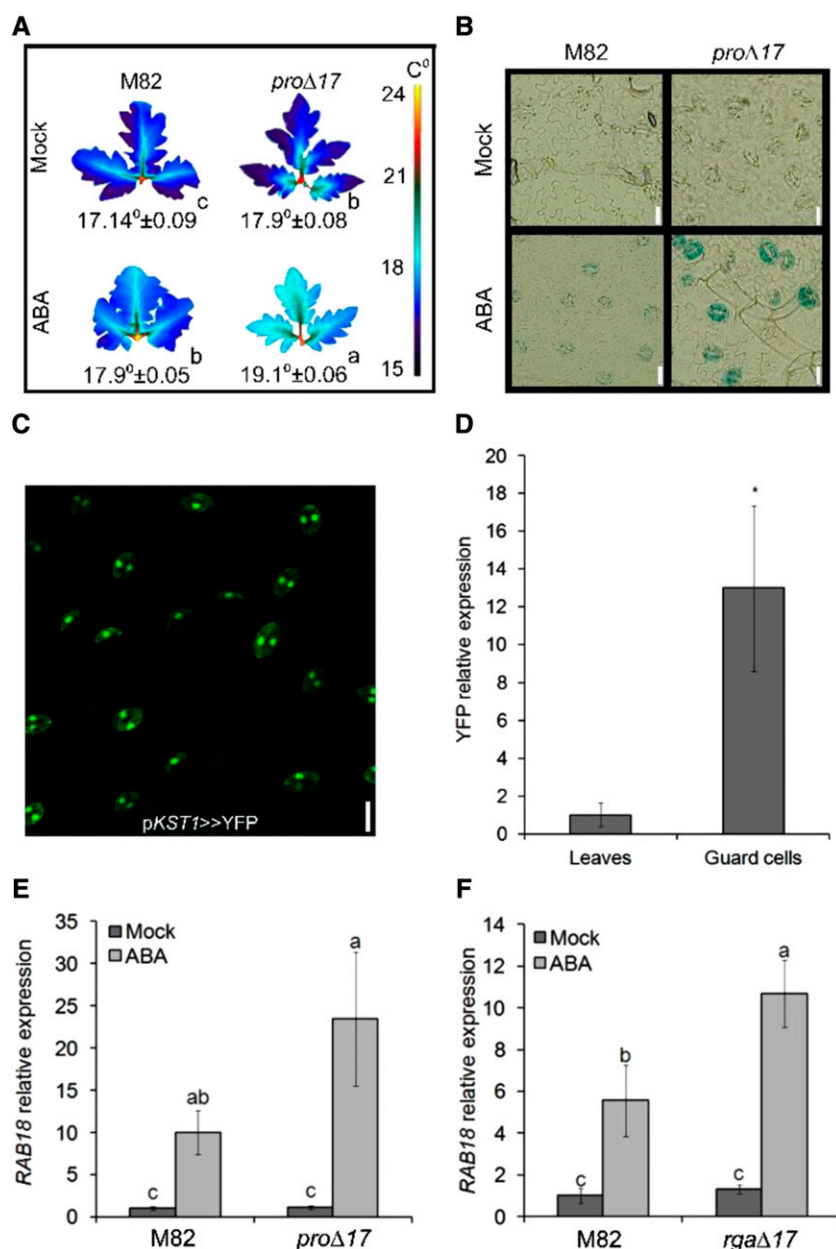 A
M82
proΔ17
C⁰
24
21
18
15
Mock
17.14⁰±0.09
c
17.9⁰±0.08
b
ABA
17.9⁰±0.05
b
19.1⁰±0.06
a
B
M82
proΔ17
Mock
ABA
C
pKST1>>YFP
D
YFP relative expression
20
18
16
14
12
10
8
6
4
2
0
*
Leaves
Guard cells
E
RAB18 relative expression
35
30
25
20
15
10
5
0
Mock
ABA
c
ab
c
a
M82
proΔ17
F
RAB18 relative expression
14
12
10
8
6
4
2
0
Mock
ABA
c
b
c
a
M82
rgaΔ17